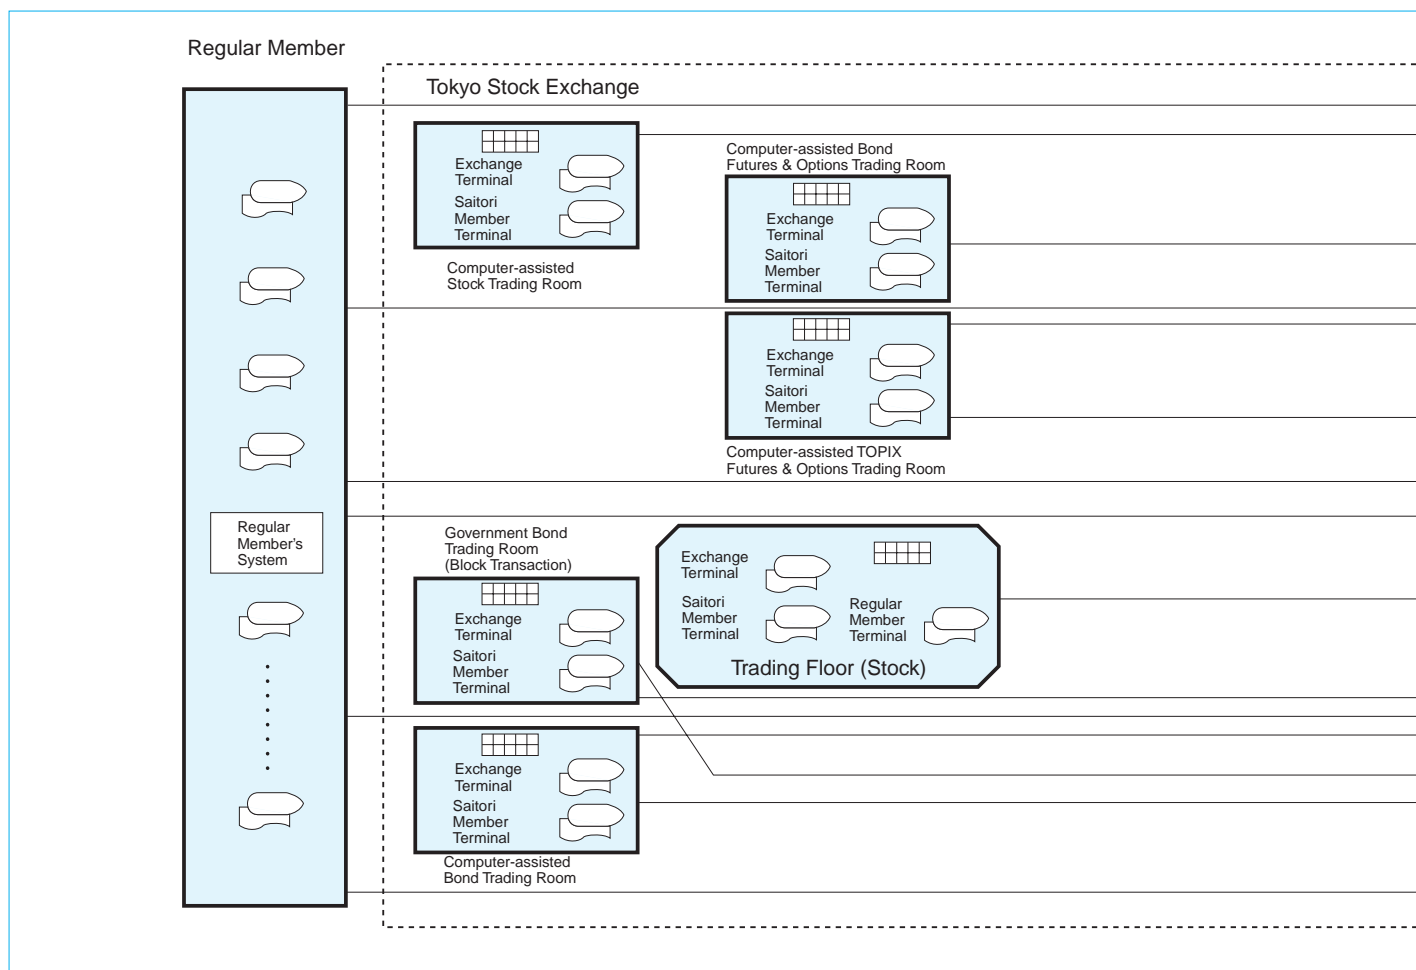 Regular Member
Tokyo Stock Exchange
Exchange
Terminal
Saitori
Member
Terminal
Computer-assisted
Stock Trading Room
Computer-assisted Bond
Futures & Options Trading Room
Exchange
Terminal
Saitori
Member
Terminal
Exchange
Terminal
Saitori
Member
Terminal
Computer-assisted TOPIX
Futures & Options Trading Room
Regular
Member's
System
Government Bond
Trading Room
(Block Transaction)
Exchange
Terminal
Saitori
Member
Terminal
Exchange
Terminal
Saitori
Member
Terminal
Regular
Member
Terminal
Trading Floor (Stock)
Exchange
Terminal
Saitori
Member
Terminal
Computer-assisted
Bond Trading Room